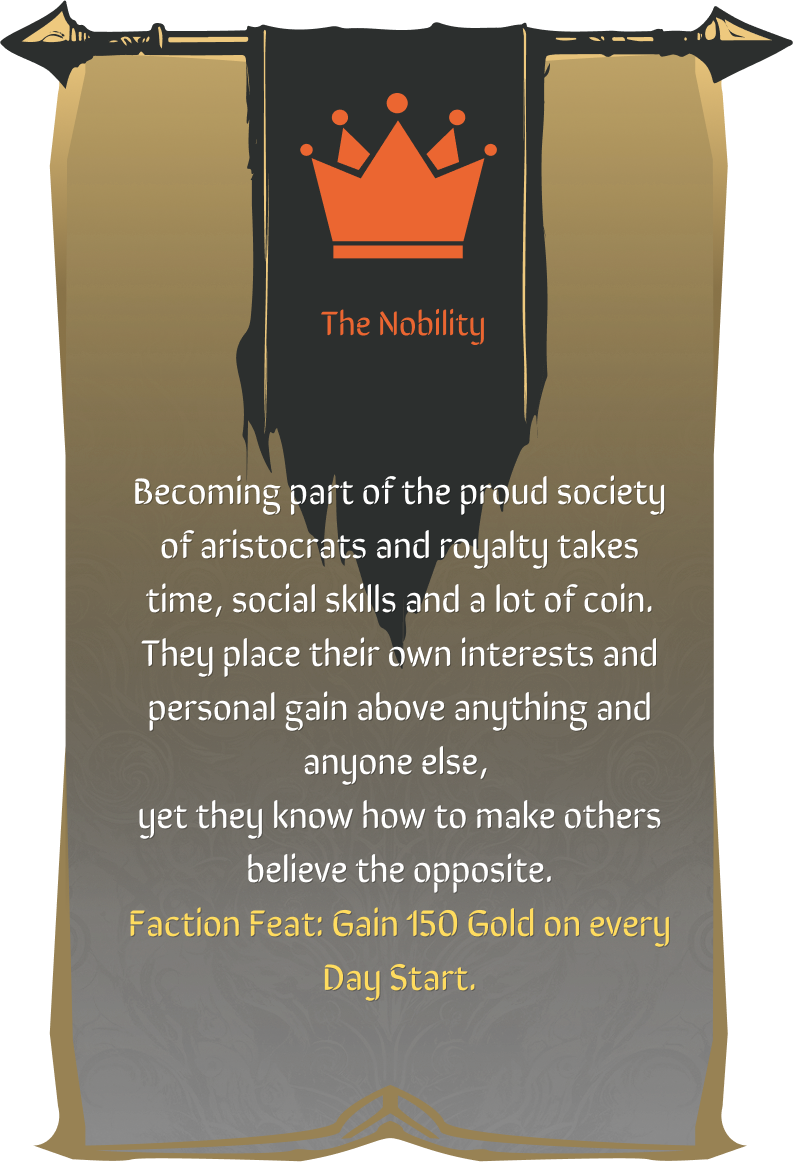 The Nobility
Becoming part of the proud society
of aristocrats and royalty takes
time, social skills and a lot of coin.
They place their own interests and
personal gain above anything and
anyone else,
yet they know how to make others
believe the opposite.
Faction Feat: Gain 150 Gold on every
Day Start.